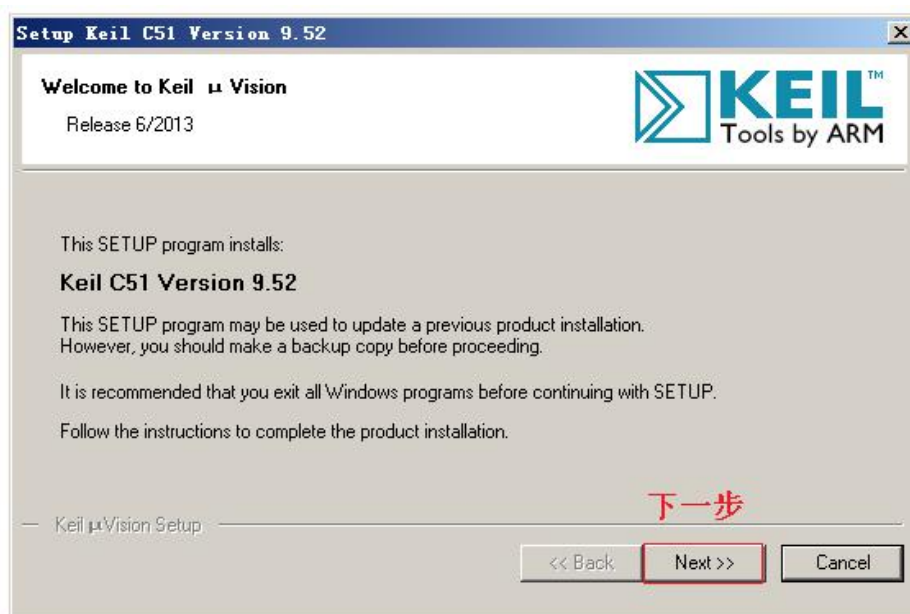 Setup Keil C51 Version 9.52
Welcome to Keil μ Vision
Release 6/2013
KEIL™
Tools by ARM
This SETUP program installs:
Keil C51 Version 9.52
This SETUP program may be used to update a previous product installation.
However, you should make a backup copy before proceeding.
It is recommended that you exit all Windows programs before continuing with SETUP.
Follow the instructions to complete the product installation.
下一步
Keil μVision Setup
<< Back
Next >>
Cancel